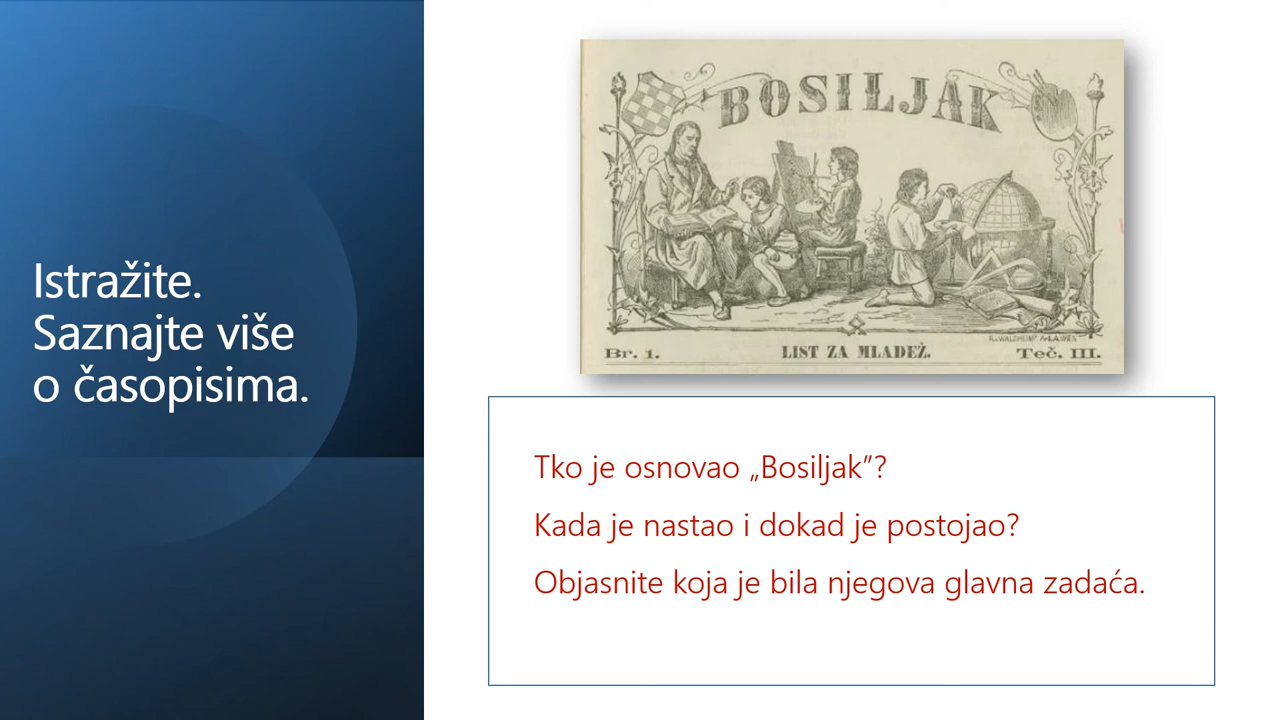 Istražite.
Saznajte više
o časopisima.
BOSILJAK
Br. 1.
LIST ZA MLADEŽ.
Teč. III.
Tko je osnovao „Bosiljak”?
Kada je nastao i dokad je postojao?
Objasnite koja je bila njegova glavna zadaća.